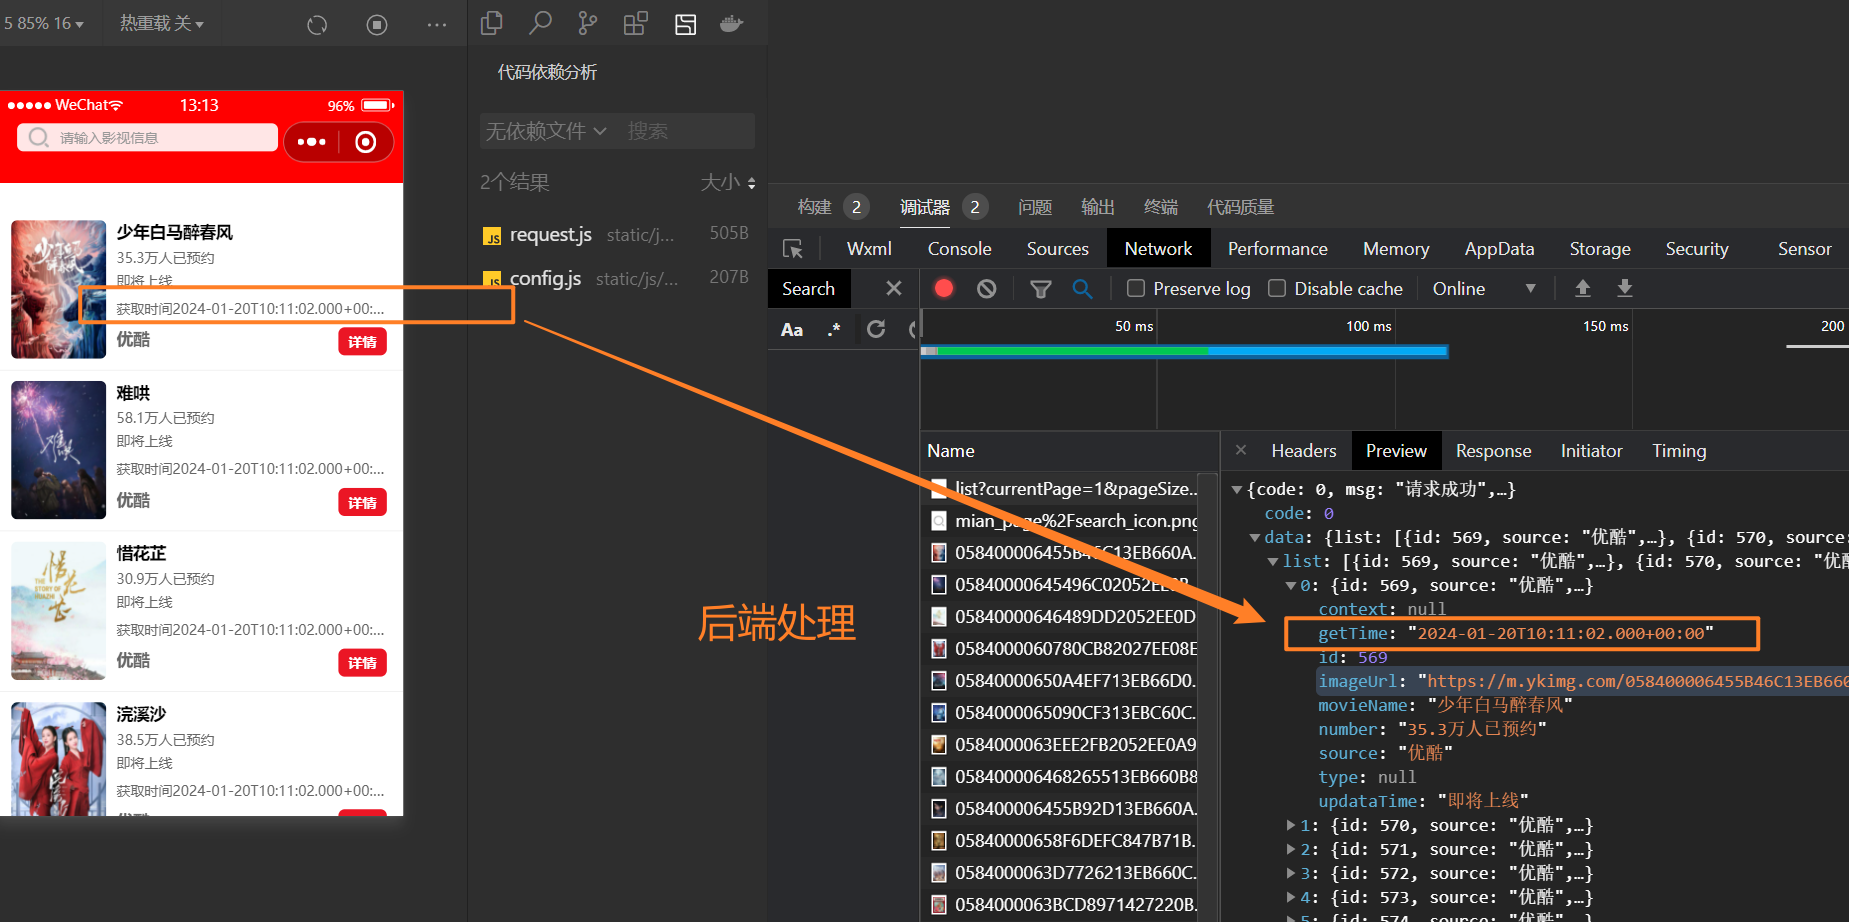 5 85% 16
热重载 关
代码依赖分析
WeChat
13:13
96%
请输入影视信息
无依赖文件
搜索
2个结果
大小
request.js static/j... 505B
config.js static/js/... 207B
少年白马醉春风
35.3万人已预约
即将上线
获取时间2024-01-20T10:11:02.000+00:...
优酷
详情
难哄
58.1万人已预约
即将上线
获取时间2024-01-20T10:11:02.000+00:...
优酷
详情
惜花芷
30.9万人已预约
即将上线
获取时间2024-01-20T10:11:02.000+00:...
优酷
详情
浣溪沙
38.5万人已预约
即将上线
获取时间2024-01-20T10:11:02.000+00:...
后端处理
构建 2 调试器 2 问题 输出 终端 代码质量
Wxml Console Sources Network Performance Memory AppData Storage Security Sensor
Search
Preserve log Disable cache Online
Aa .*
50 ms 100 ms 150 ms 200
Name
list?currentPage=1&pageSize...
mian_page%2Fsearch_icon.png
058400006455B46C13EB660A...
05840000645496C02052EE0B
05840000646489DD2052EE0D
0584000060780CB82027EE08E
05840000650A4EF713EB66D0...
0584000065090CF313EBC60C...
0584000063EEE2FB2052EE0A9
058400006468265513EB660B8
058400006455B92D13EB660A...
05840000658F6DEFC847B71B...
0584000063D7726213EB660C...
0584000063BCD8971427220B...
Headers Preview Response Initiator Timing
{code: 0, msg: "请求成功",…}
code: 0
data: {list: [{id: 569, source: "优酷",…}, {id: 570, source:
list: [{id: 569, source: "优酷",…}, {id: 570, source: "优酷
0: {id: 569, source: "优酷",…}
context: null
getTime: "2024-01-20T10:11:02.000+00:00"
id: 569
imageUrl: "https://m.ykimg.com/058400006455B46C13EB660
movieName: "少年白马醉春风"
number: "35.3万人已预约"
source: "优酷"
type: null
updataTime: "即将上线"
1: {id: 570, source: "优酷",…}
2: {id: 571, source: "优酷",…}
3: {id: 572, source: "优酷",…}
4: {id: 573, source: "优酷",…}
5: {id: 574, source: "优酷",…}